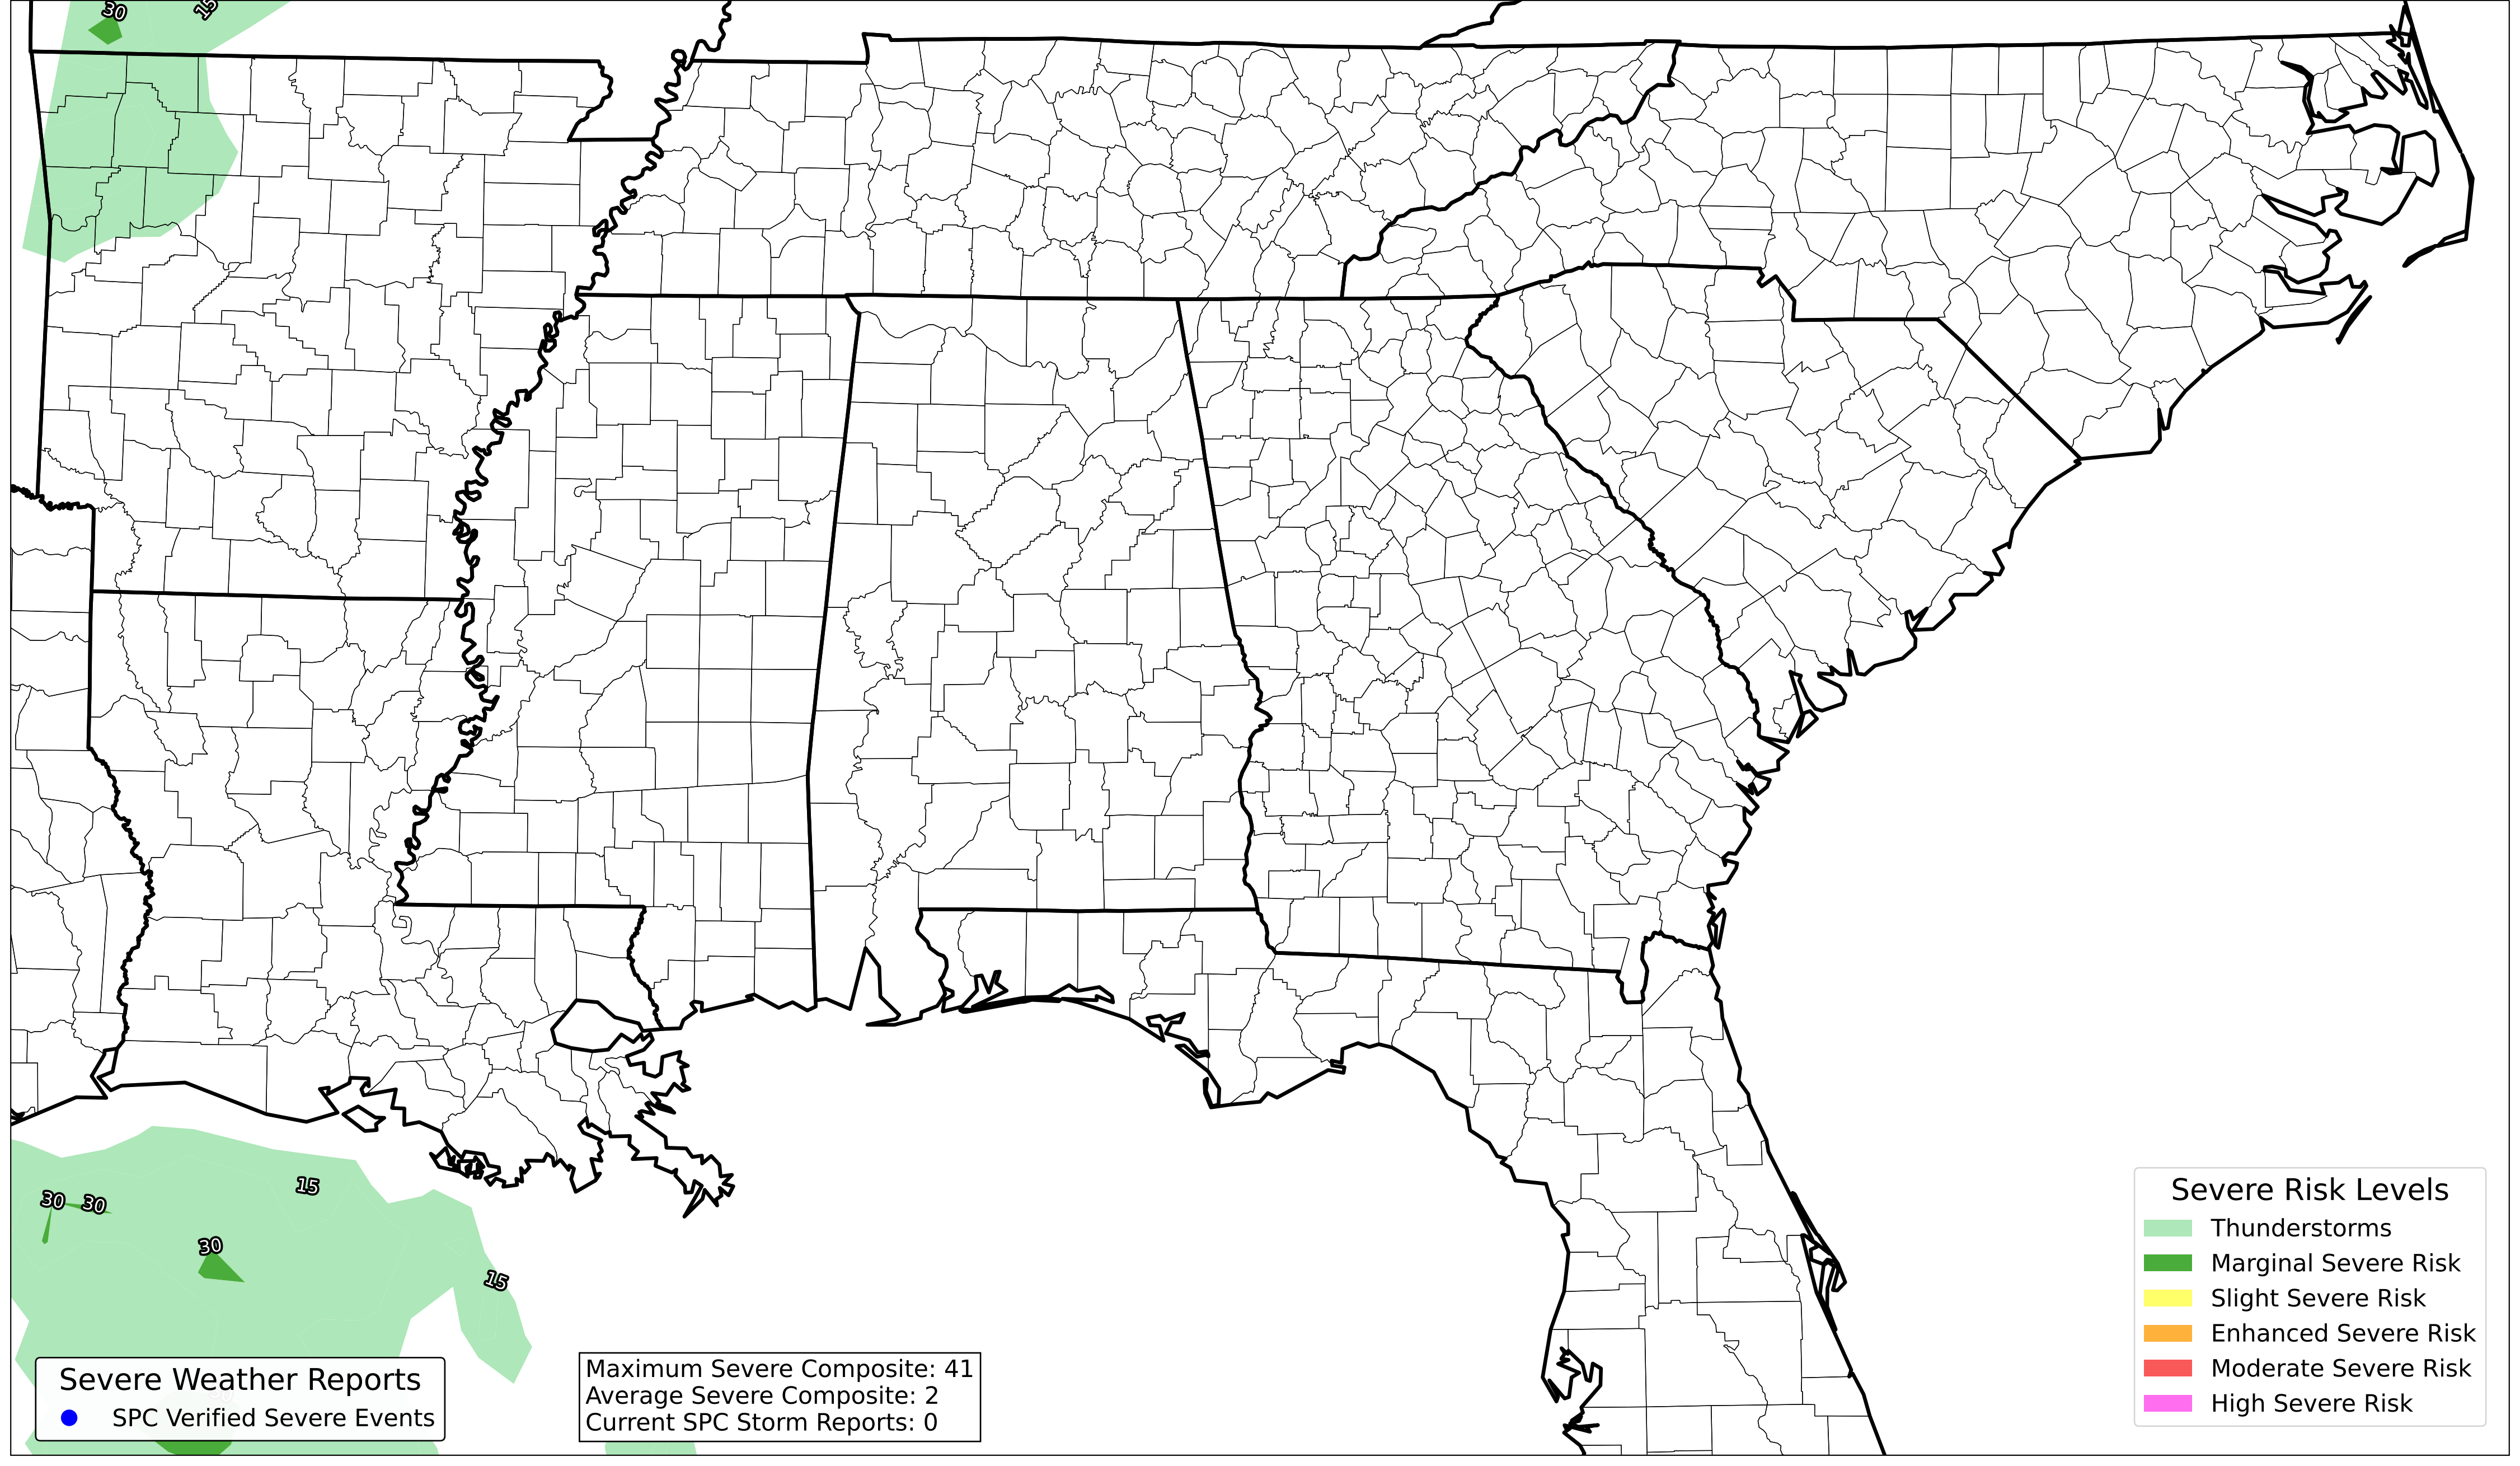 30
15
30
30
15
30
15
Severe Weather Reports
SPC Verified Severe Events
Maximum Severe Composite: 41
Average Severe Composite: 2
Current SPC Storm Reports: 0
Severe Risk Levels
Thunderstorms
Marginal Severe Risk
Slight Severe Risk
Enhanced Severe Risk
Moderate Severe Risk
High Severe Risk